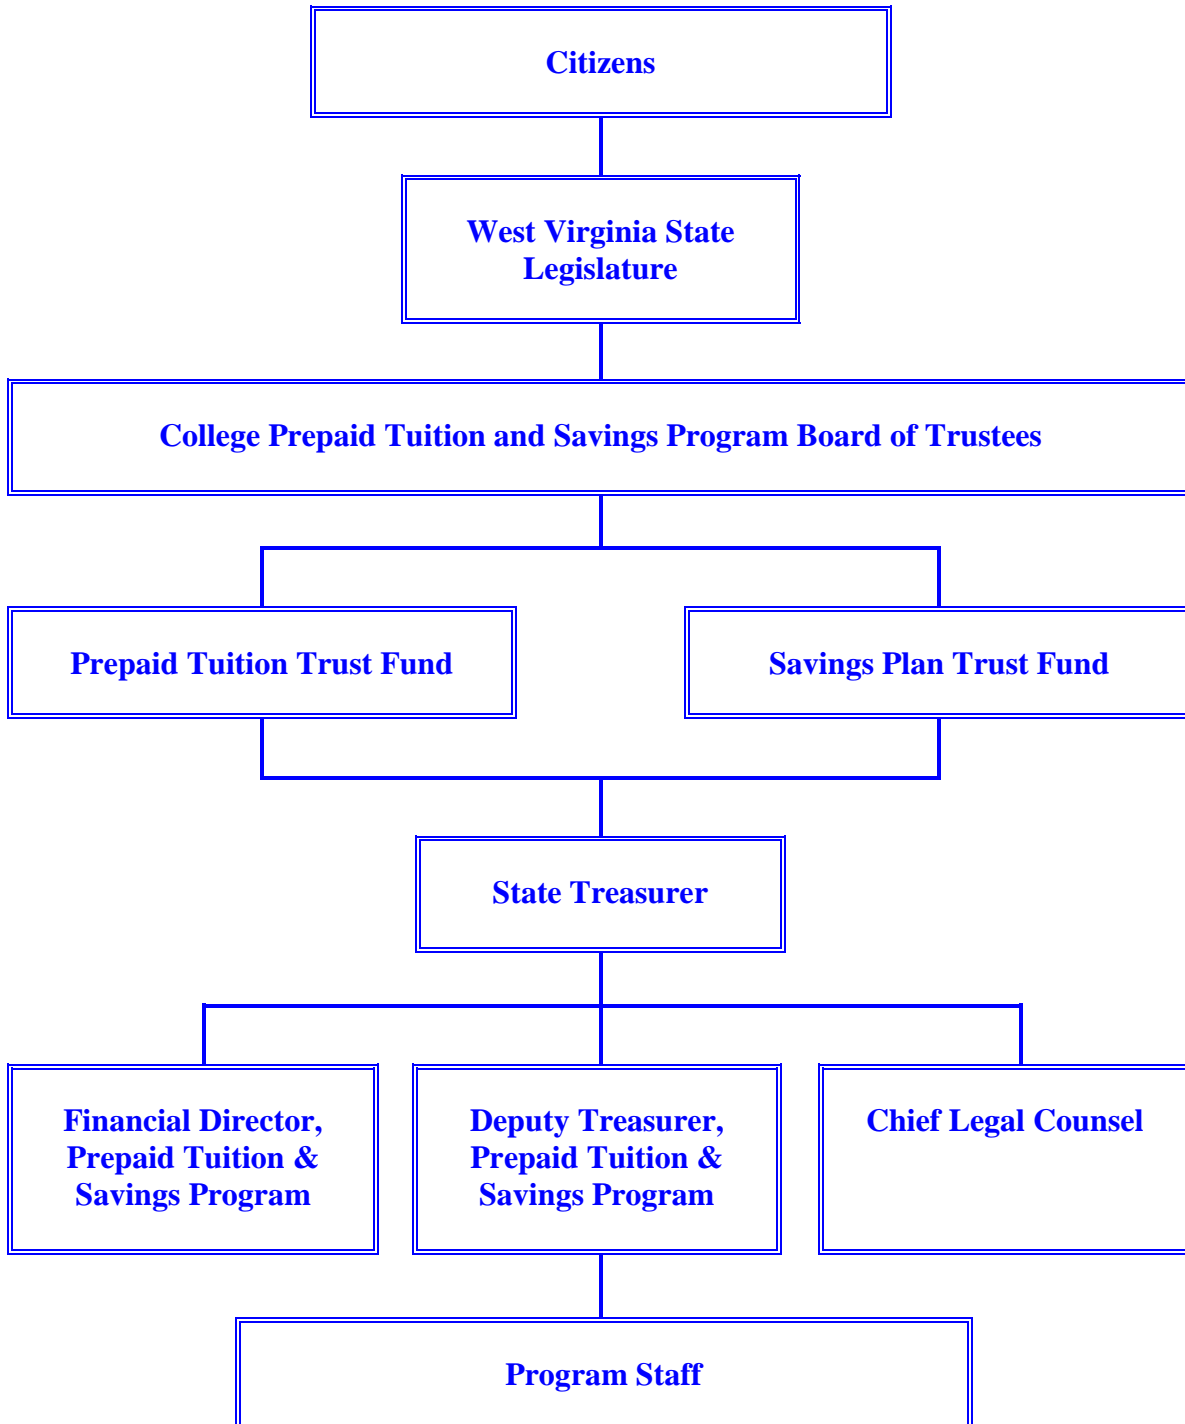 Citizens
West Virginia State
Legislature
College Prepaid Tuition and Savings Program Board of Trustees
Prepaid Tuition Trust Fund
Savings Plan Trust Fund
State Treasurer
Financial Director,
Prepaid Tuition &
Savings Program
Deputy Treasurer,
Prepaid Tuition &
Savings Program
Chief Legal Counsel
Program Staff